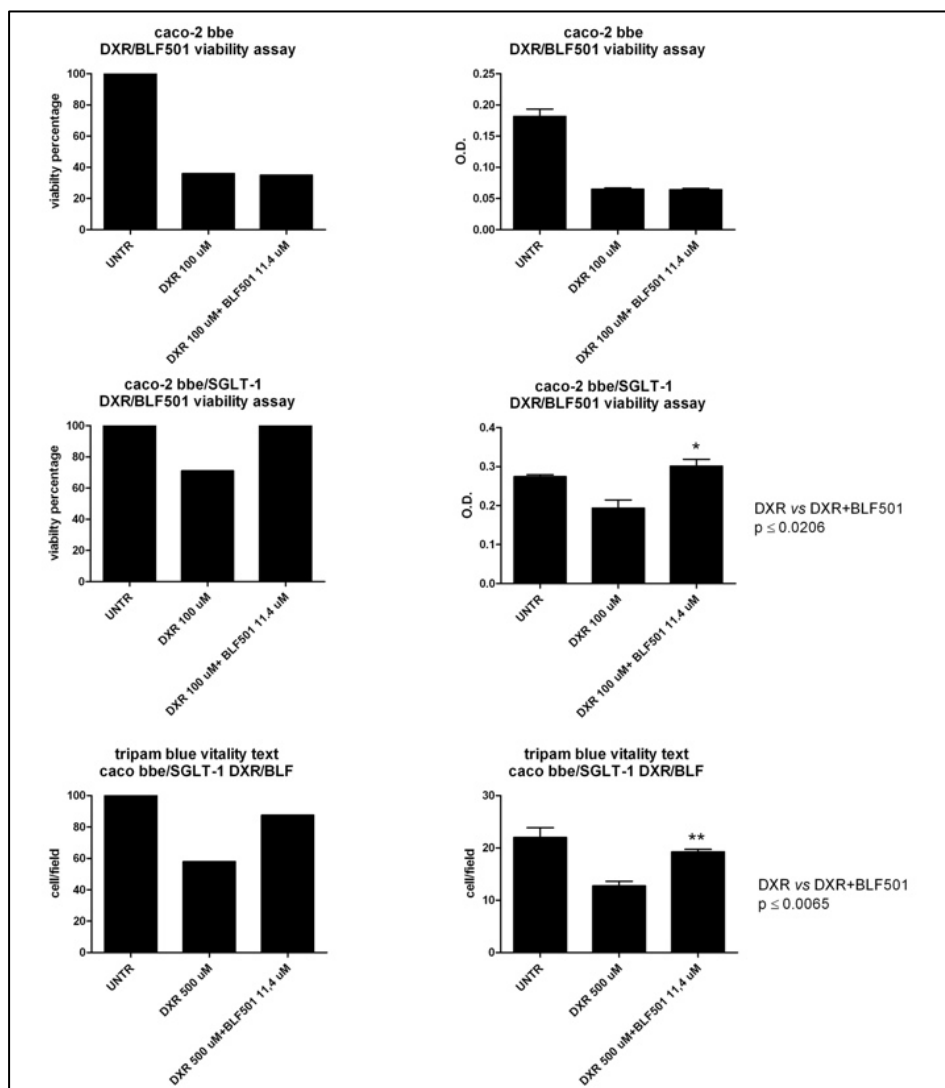 caco-2 bbe
DXR/BLF501 viability assay
100
80
60
40
20
0
viabilty percentage
UNTR
DXR 100 uM
DXR 100 uM+ BLF501 11.4 uM
caco-2 bbe
DXR/BLF501 viability assay
0.25
0.20
0.15
0.10
0.05
0.00
O.D.
UNTR
DXR 100 uM
DXR 100 uM+ BLF501 11.4 uM
caco-2 bbe/SGLT-1
DXR/BLF501 viability assay
100
80
60
40
20
0
viabilty percentage
UNTR
DXR 100 uM
DXR 100 uM+ BLF501 11.4 uM
caco-2 bbe/SGLT-1
DXR/BLF501 viability assay
0.4
0.3
0.2
0.1
0.0
O.D.
*
UNTR
DXR 100 uM
DXR 100 uM+ BLF501 11.4 uM
DXR vs DXR+BLF501
p ≤ 0.0206
tripam blue vitality text
caco bbe/SGLT-1 DXR/BLF
100
80
60
40
20
0
cell/field
UNTR
DXR 500 uM
DXR 500 uM+BLF501 11.4 uM
tripam blue vitality text
caco bbe/SGLT-1 DXR/BLF
30
20
10
0
cell/field
**
UNTR
DXR 500 uM
DXR 500 uM+BLF501 11.4 uM
DXR vs DXR+BLF501
p ≤ 0.0065